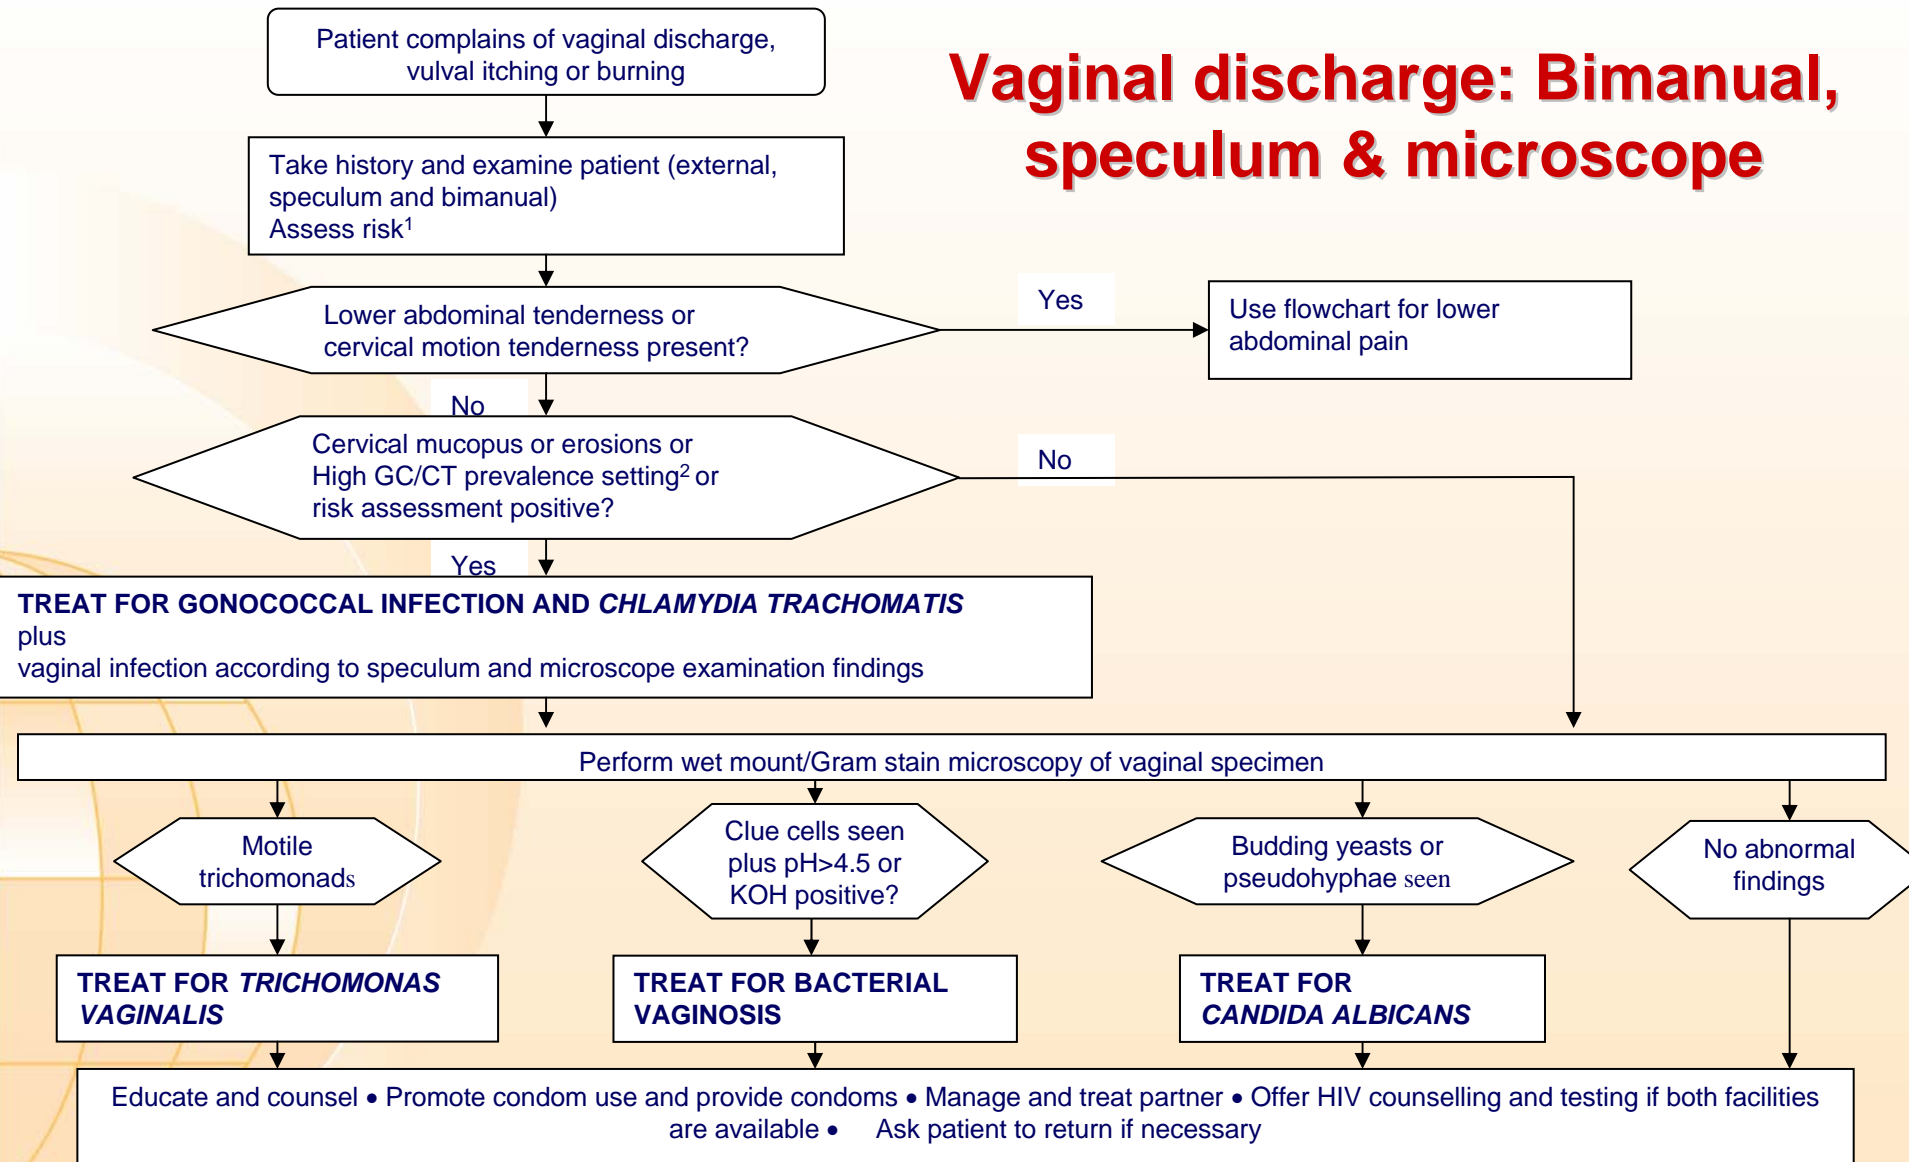 Vaginal discharge: Bimanual,
speculum & microscope
Patient complains of vaginal discharge,
vulval itching or burning
Take history and examine patient (external,
speculum and bimanual)
Assess risk¹
Lower abdominal tenderness or
cervical motion tenderness present?
Yes
Use flowchart for lower
abdominal pain
No
Cervical mucopus or erosions or
High GC/CT prevalence setting² or
risk assessment positive?
No
Yes
TREAT FOR GONOCOCCAL INFECTION AND CHLAMYDIA TRACHOMATIS
plus
vaginal infection according to speculum and microscope examination findings
Perform wet mount/Gram stain microscopy of vaginal specimen
Motile
trichomonads
Clue cells seen
plus pH>4.5 or
KOH positive?
Budding yeasts or
pseudohyphae seen
No abnormal
findings
TREAT FOR TRICHOMONAS
VAGINALIS
TREAT FOR BACTERIAL
VAGINOSIS
TREAT FOR
CANDIDA ALBICANS
Educate and counsel • Promote condom use and provide condoms • Manage and treat partner • Offer HIV counselling and testing if both facilities
are available • Ask patient to return if necessary